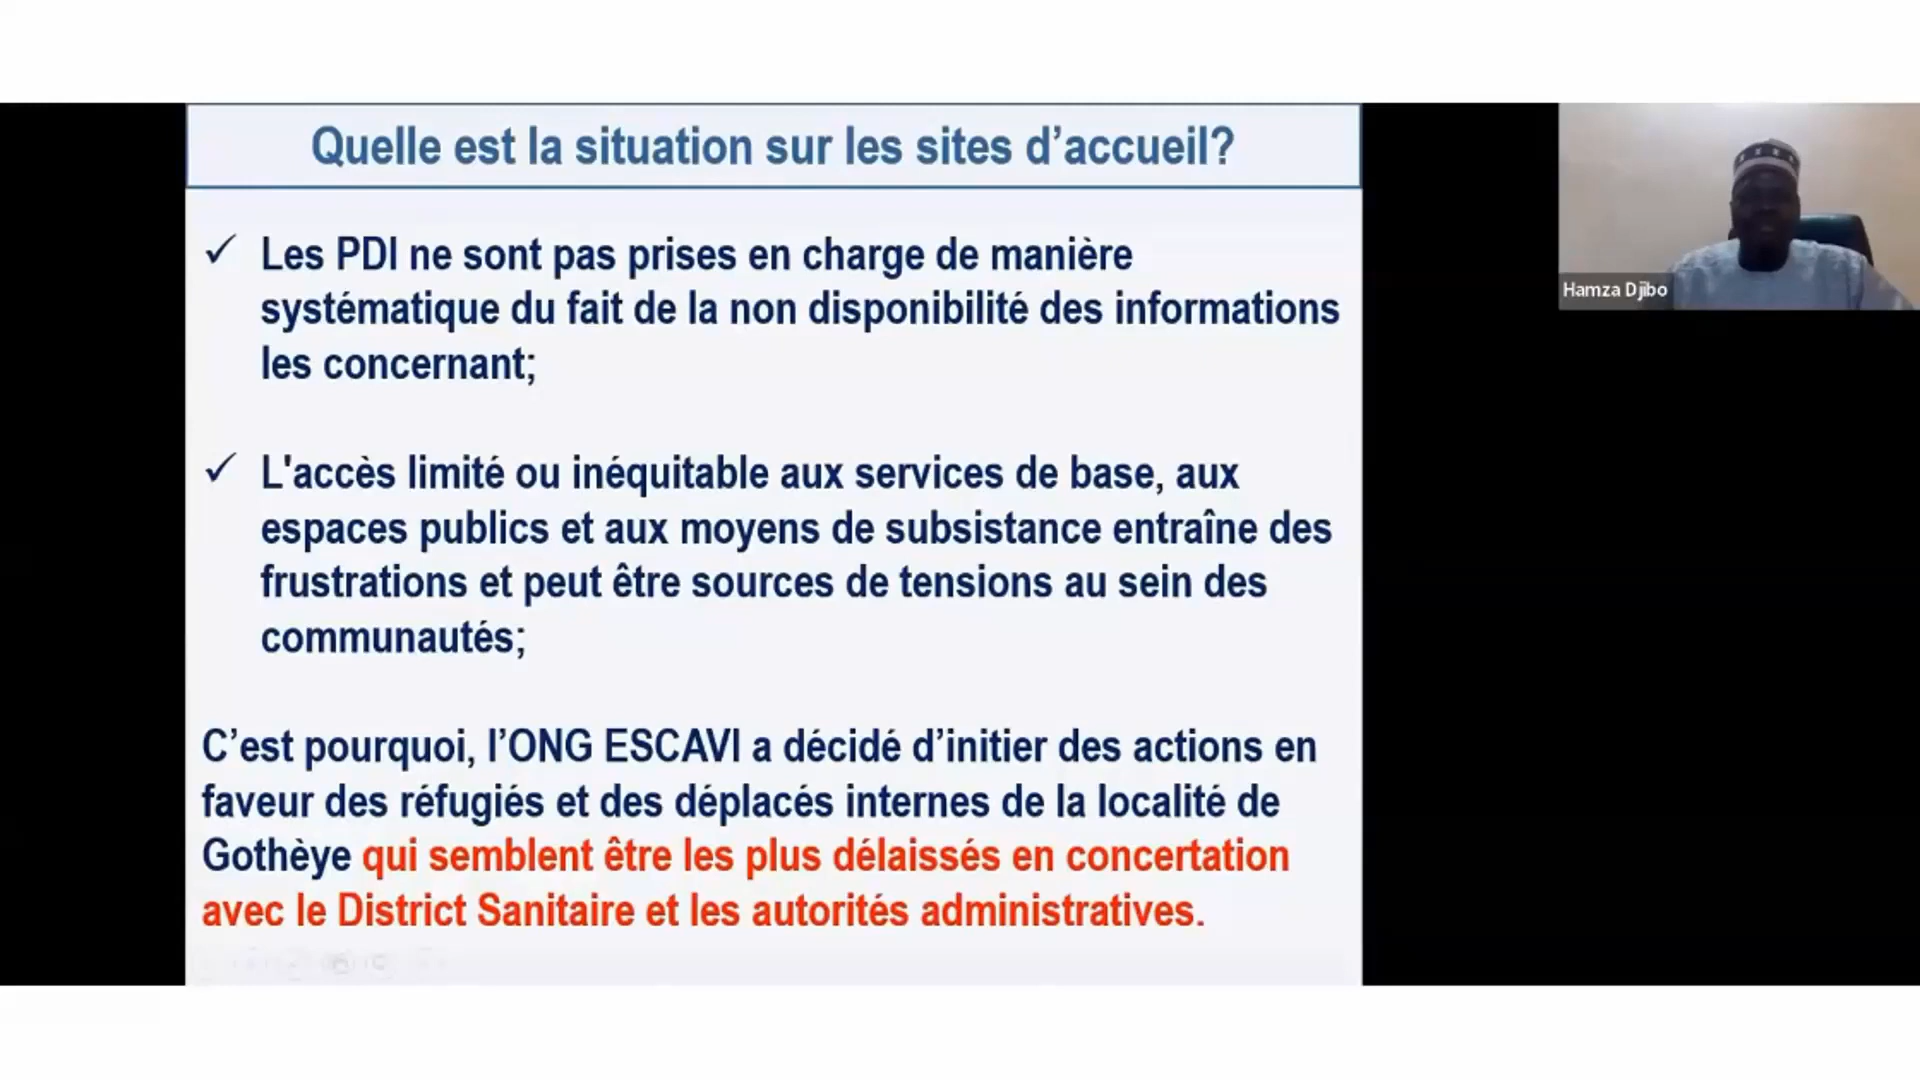 Quelle est la situation sur les sites d’accueil?
✓ Les PDI ne sont pas prises en charge de manière
systématique du fait de la non disponibilité des informations
les concernant;
✓ L'accès limité ou inéquitable aux services de base, aux
espaces publics et aux moyens de subsistance entraîne des
frustrations et peut être sources de tensions au sein des
communautés;
C’est pourquoi, l’ONG ESCAVI a décidé d’initier des actions en
faveur des réfugiés et des déplacés internes de la localité de
Gothèye qui semblent être les plus délaissés en concertation
avec le District Sanitaire et les autorités administratives.
Hamza Djibo